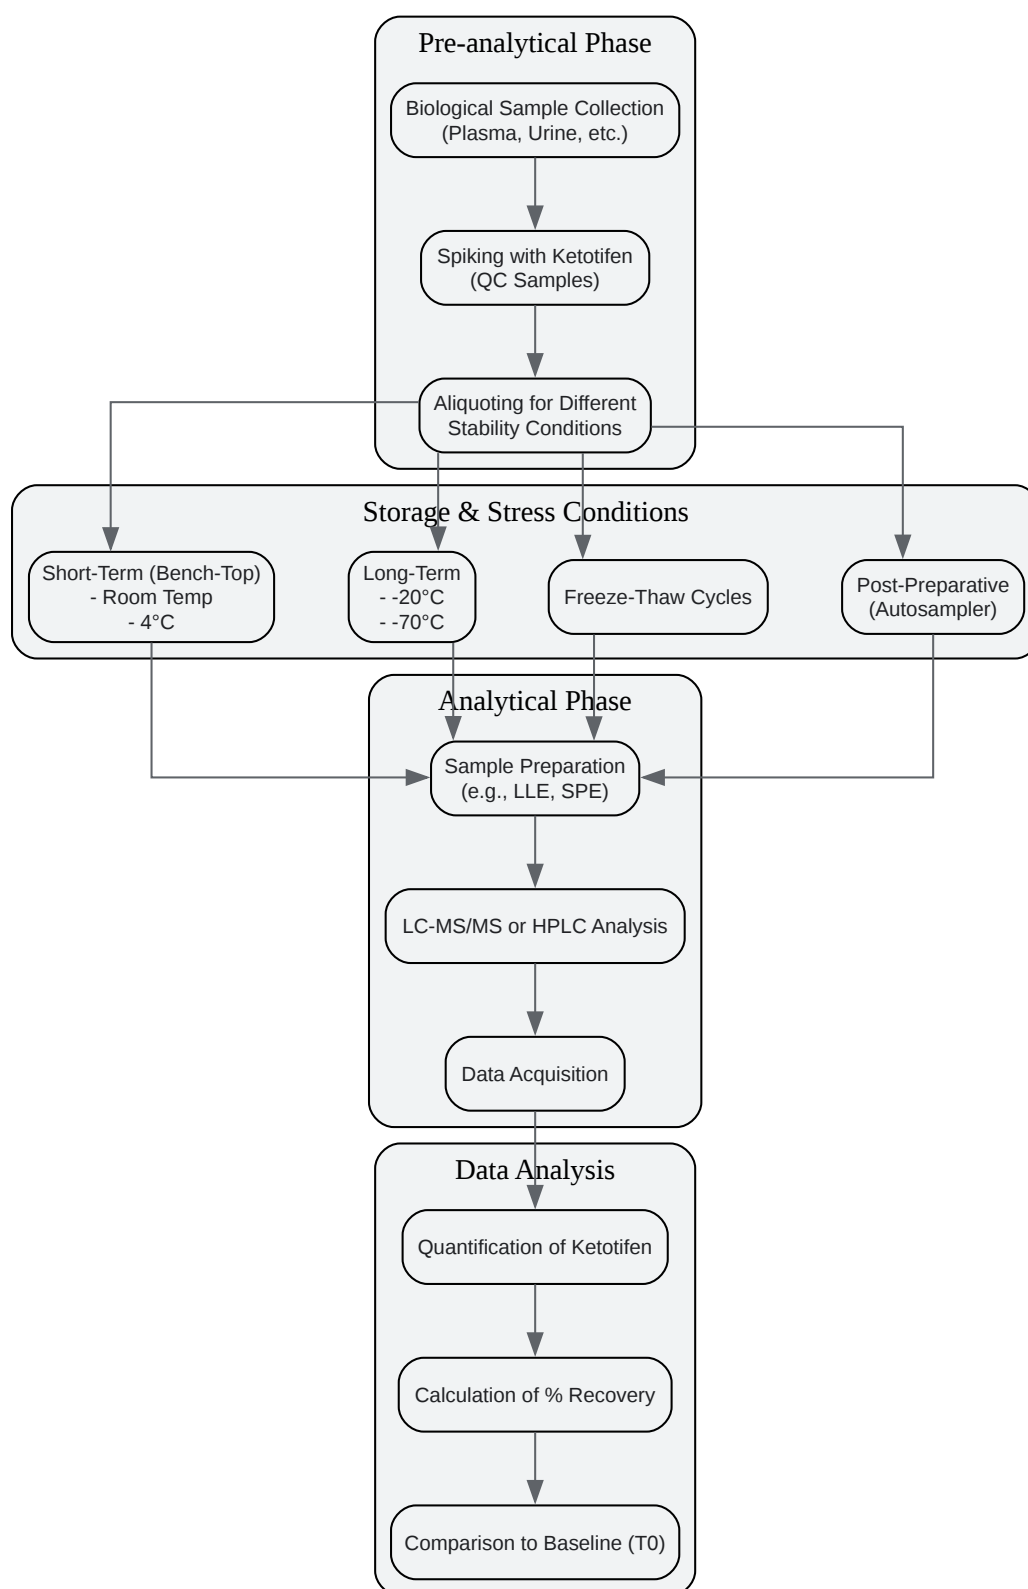 Pre-analytical Phase
Biological Sample Collection
(Plasma, Urine, etc.)
Spiking with Ketotifen
(QC Samples)
Aliquoting for Different
Stability Conditions
Storage & Stress Conditions
Short-Term (Bench-Top)
- Room Temp
- 4°C
Long-Term
- -20°C
- -70°C
Freeze-Thaw Cycles
Post-Preparative
(Autosampler)
Analytical Phase
Sample Preparation
(e.g., LLE, SPE)
LC-MS/MS or HPLC Analysis
Data Acquisition
Data Analysis
Quantification of Ketotifen
Calculation of % Recovery
Comparison to Baseline (T0)